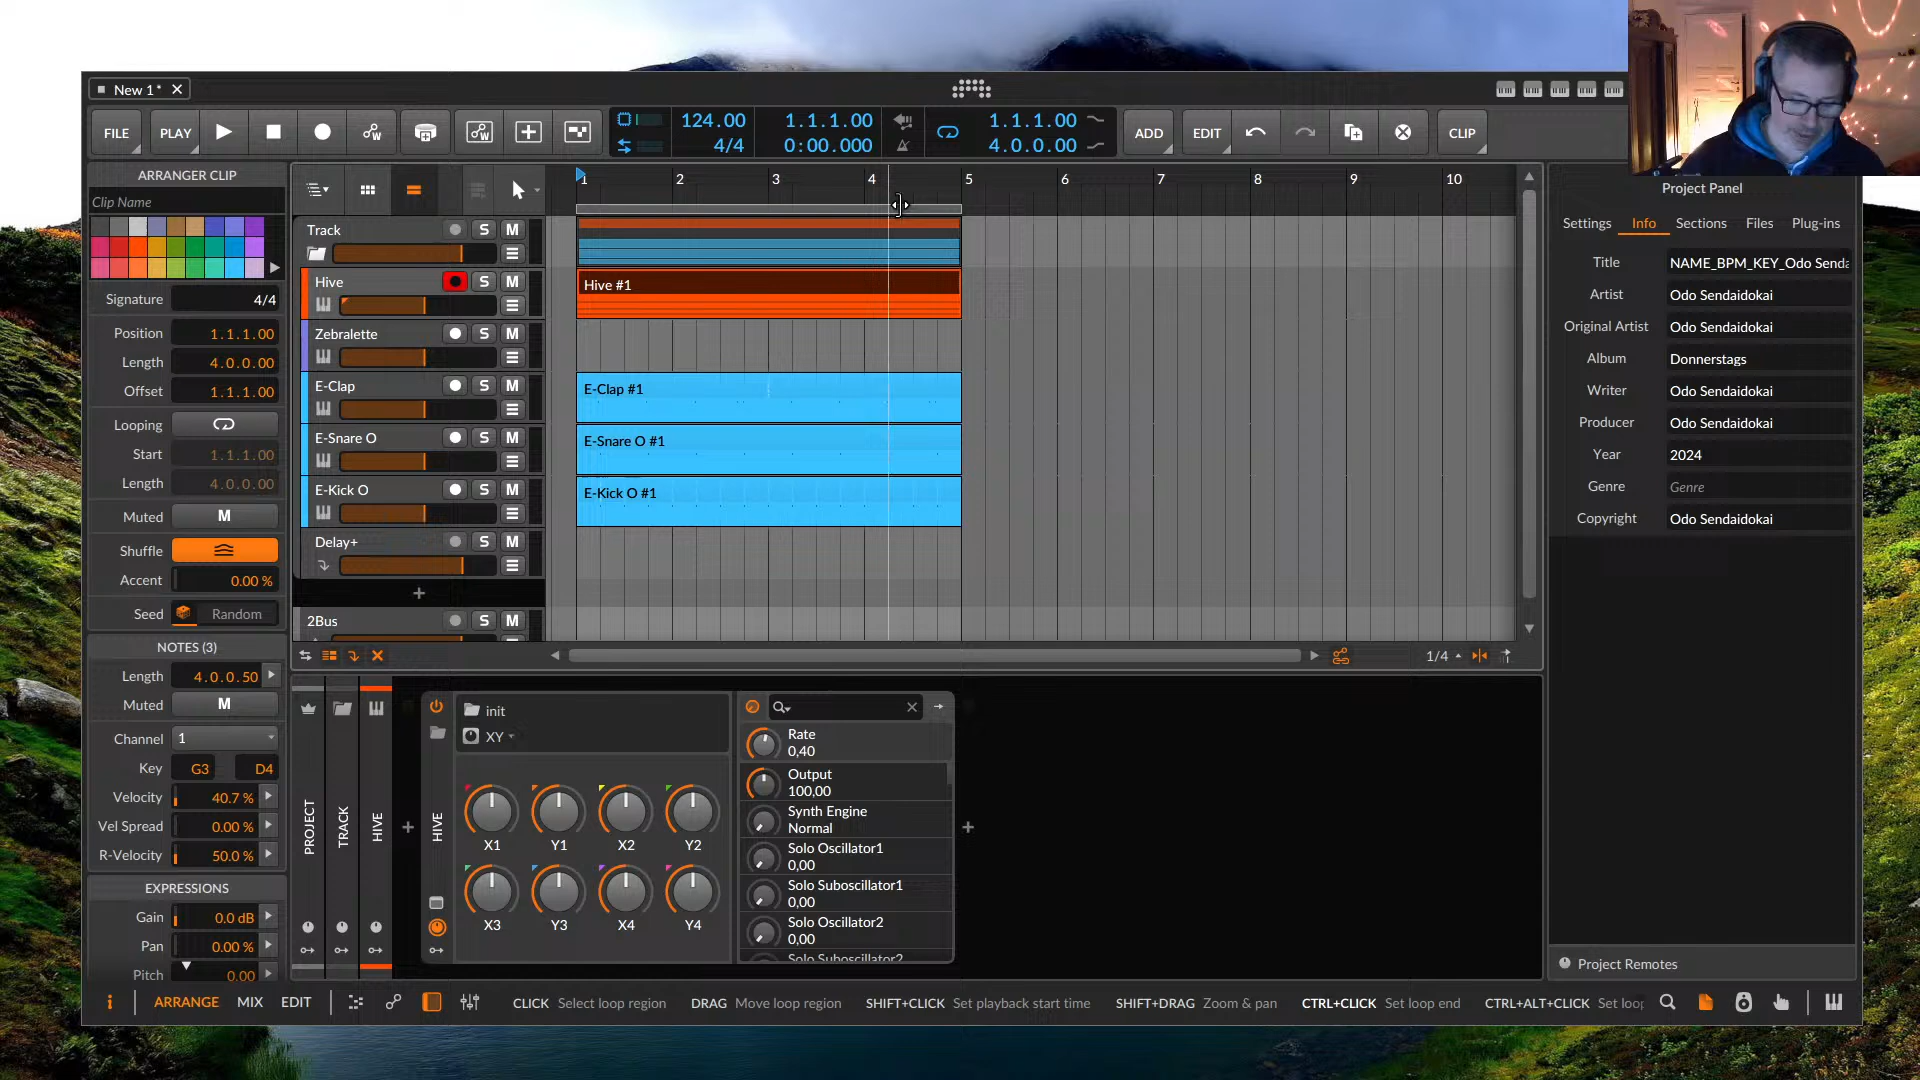 New 1*
FILE PLAY 124.00 4/4 1.1.1.00 0:00.000 1.1.1.00 4.0.0.00 ADD EDIT CLIP
ARRANGER CLIP
Clip Name
Signature 4/4
Position 1.1.1.00
Length 4.0.0.00
Offset 1.1.1.00
Looping
Start 1.1.1.00
Length 4.0.0.00
Muted M
Shuffle
Accent 0.00 %
Seed Random
NOTES (3)
Length 4.0.0.50
Muted M
Channel 1
Key G3 D4
Velocity 40.7 %
Vel Spread 0.00 %
R-Velocity 50.0 %
EXPRESSIONS
Gain 0.0 dB
Pan 0.00 %
Pitch 0.00
1 2 3 4 5 6 7 8 9 10
Track S M
Hive S M Hive #1
Zebralette S M
E-Clap S M E-Clap #1
E-Snare O S M E-Snare O #1
E-Kick O S M E-Kick O #1
Delay+ S M
2Bus S M
1/4
PROJECT
TRACK
HIVE
HIVE
init
XY
X1 Y1 X2 Y2
X3 Y3 X4 Y4
Rate
0,40
Output
100,00
Synth Engine
Normal
Solo Oscillator1
0,00
Solo Suboscillator1
0,00
Solo Oscillator2
0,00
Solo Suboscillator2
Project Panel
Settings Info Sections Files Plug-ins
Title NAME_BPM_KEY_Odo Senda
Artist Odo Sendaidokai
Original Artist Odo Sendaidokai
Album Donnerstags
Writer Odo Sendaidokai
Producer Odo Sendaidokai
Year 2024
Genre Genre
Copyright Odo Sendaidokai
Project Remotes
i ARRANGE MIX EDIT CLICK Select loop region DRAG Move loop region SHIFT+CLICK Set playback start time SHIFT+DRAG Zoom & pan CTRL+CLICK Set loop end CTRL+ALT+CLICK Set loop